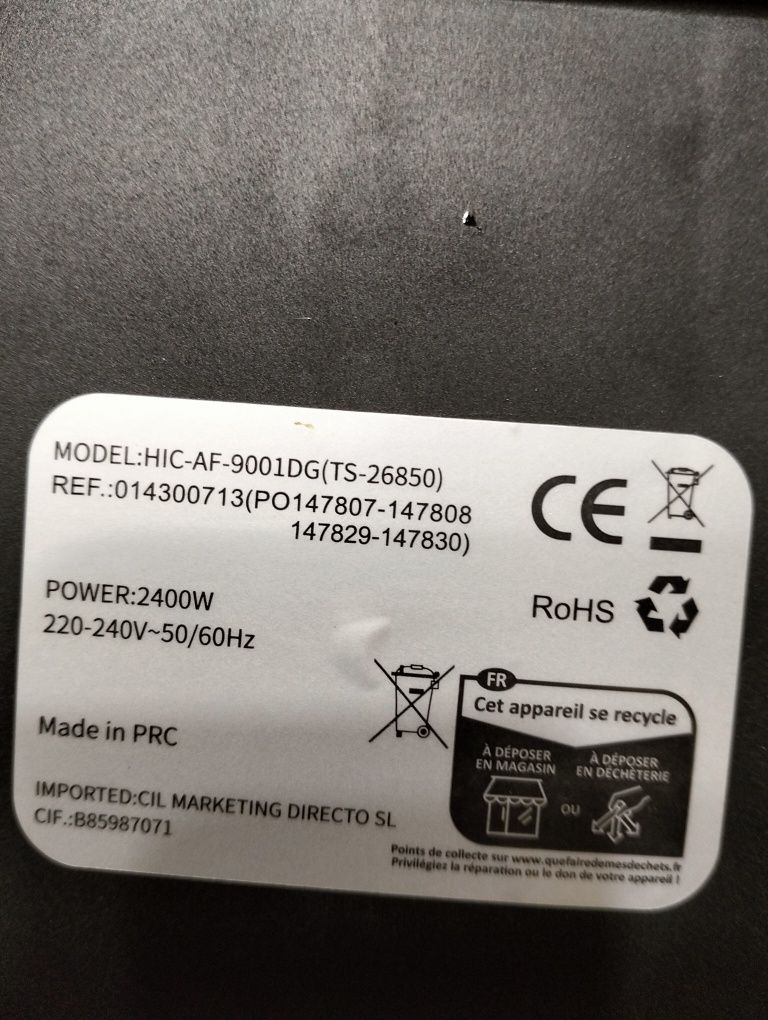 MODEL:HIC-AF-9001DG(TS-26850)
REF.:014300713(PO147807-147808
147829-147830)
CE
POWER:2400W
220-240V~50/60Hz
RoHS
Made in PRC
IMPORTED:CIL MARKETING DIRECTO SL
CIF.:B85987071
FR
Cet appareil se recycle
À DÉPOSER
EN MAGASIN
OU
À DÉPOSER
EN DÉCHÈTERIE
Points de collecte sur www.quefairedemesdechets.fr
Privilégiez la réparation ou le don de votre appareil !